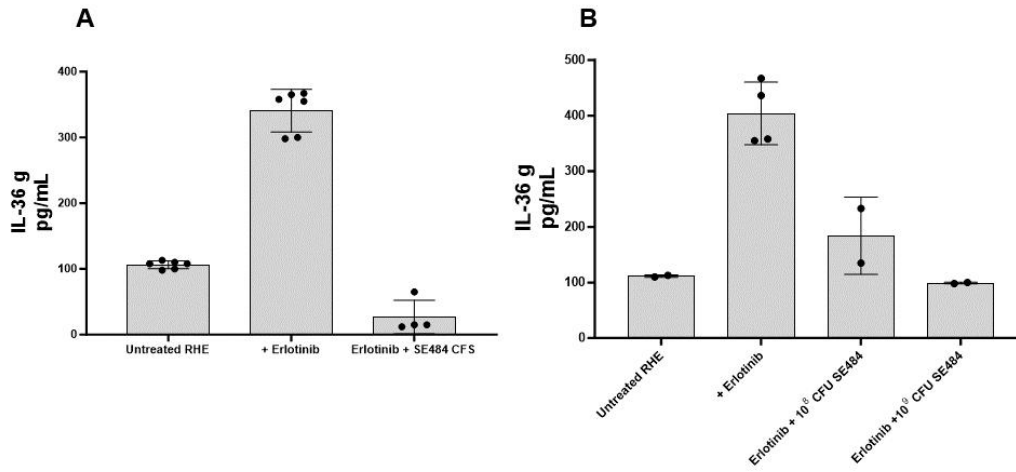 A
IL-36 g
pg/mL
400
300
200
100
0
Untreated RHE
+ Erlotinib
Erlotinib + SE484 CFS
B
IL-36 g
pg/mL
500
400
300
200
100
0
Untreated RHE
+ Erlotinib
Erlotinib + 10⁸ CFU SE484
Erlotinib +10⁹ CFU SE484